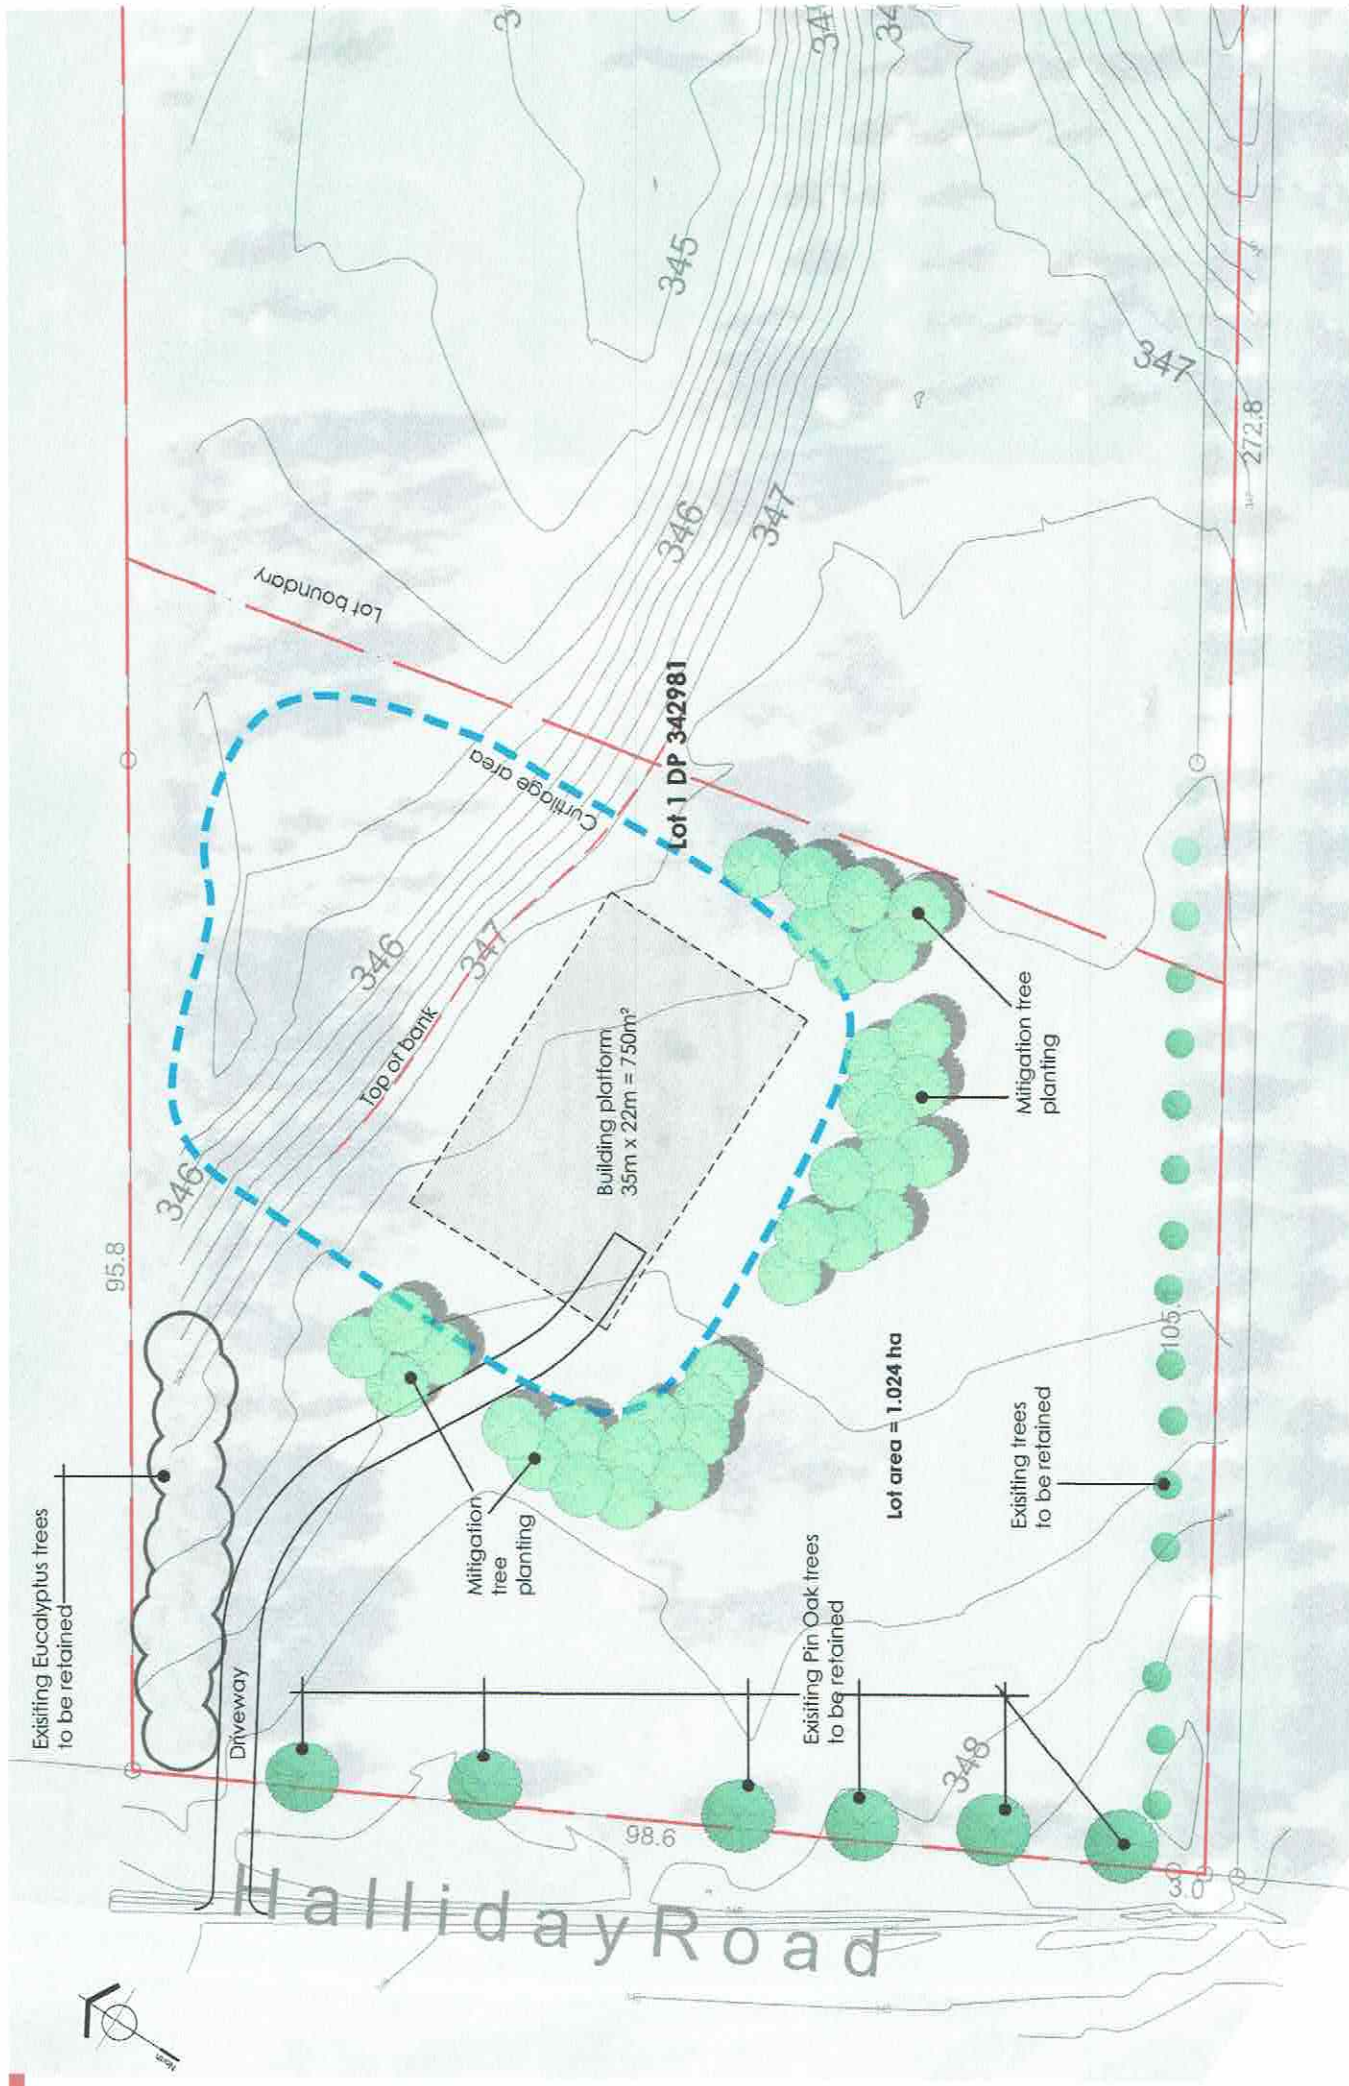 Exisiting Eucalyptus trees
to be retained
Driveway
95.8
Lot boundary
Curtilage area
Top of bank
Building platform
35m x 22m = 750m²
Lot 1 DP 342981
Mitigation
tree
planting
Mitigation tree
planting
Exisiting Pin Oak trees
to be retained
Lot area = 1.024 ha
Exisiting trees
to be retained
105.
98.6
3.0
272.8
345
346
347
346
347
346
347
348
Halliday Road
North